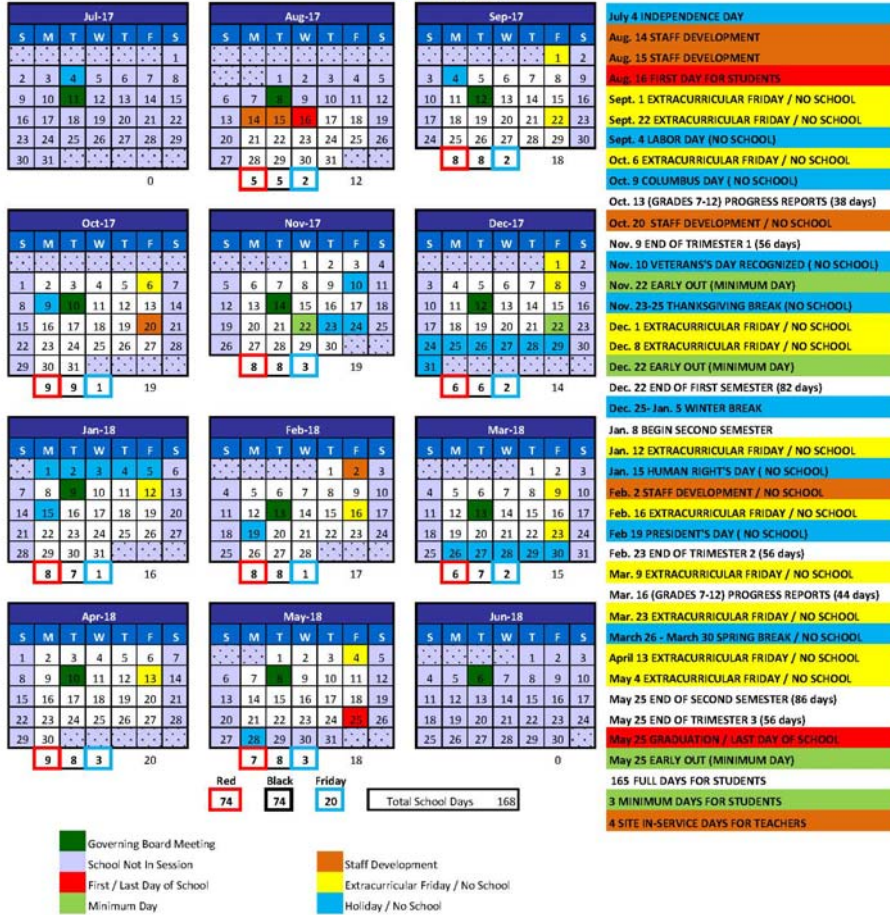 Jul-17
S M T W T F S
1
2 3 4 5 6 7 8
9 10 11 12 13 14 15
16 17 18 19 20 21 22
23 24 25 26 27 28 29
30 31
0
Aug-17
S M T W T F S
1 2 3 4 5
6 7 8 9 10 11 12
13 14 15 16 17 18 19
20 21 22 23 24 25 26
27 28 29 30 31
5 5 2 12
Sep-17
S M T W T F S
1 2
3 4 5 6 7 8 9
10 11 12 13 14 15 16
17 18 19 20 21 22 23
24 25 26 27 28 29 30
8 8 2 18
Oct-17
S M T W T F S
1 2 3 4 5 6 7
8 9 10 11 12 13 14
15 16 17 18 19 20 21
22 23 24 25 26 27 28
29 30 31
9 9 1 19
Nov-17
S M T W T F S
1 2 3 4
5 6 7 8 9 10 11
12 13 14 15 16 17 18
19 20 21 22 23 24 25
26 27 28 29 30
8 8 3 19
Dec-17
S M T W T F S
1 2
3 4 5 6 7 8 9
10 11 12 13 14 15 16
17 18 19 20 21 22 23
24 25 26 27 28 29 30
31
6 6 2 14
Jan-18
S M T W T F S
1 2 3 4 5 6
7 8 9 10 11 12 13
14 15 16 17 18 19 20
21 22 23 24 25 26 27
28 29 30 31
8 7 1 16
Feb-18
S M T W T F S
1 2 3
4 5 6 7 8 9 10
11 12 13 14 15 16 17
18 19 20 21 22 23 24
25 26 27 28
8 8 1 17
Mar-18
S M T W T F S
1 2 3
4 5 6 7 8 9 10
11 12 13 14 15 16 17
18 19 20 21 22 23 24
25 26 27 28 29 30 31
6 7 2 15
Apr-18
S M T W T F S
1 2 3 4 5 6 7
8 9 10 11 12 13 14
15 16 17 18 19 20 21
22 23 24 25 26 27 28
29 30
9 8 3 20
May-18
S M T W T F S
1 2 3 4 5
6 7 8 9 10 11 12
13 14 15 16 17 18 19
20 21 22 23 24 25 26
27 28 29 30 31
7 8 3 18
Jun-18
S M T W T F S
1 2 3
4 5 6 7 8 9 10
11 12 13 14 15 16 17
18 19 20 21 22 23 24
25 26 27 28 29 30
0
Red Black Friday
74 74 20 Total School Days 168
Governing Board Meeting
School Not In Session
First / Last Day of School
Minimum Day
Staff Development
Extracurricular Friday / No School
Holiday / No School
July 4 INDEPENDENCE DAY
Aug. 14 STAFF DEVELOPMENT
Aug. 15 STAFF DEVELOPMENT
Aug. 16 FIRST DAY FOR STUDENTS
Sept. 1 EXTRACURRICULAR FRIDAY / NO SCHOOL
Sept. 22 EXTRACURRICULAR FRIDAY / NO SCHOOL
Sept. 4 LABOR DAY (NO SCHOOL)
Oct. 6 EXTRACURRICULAR FRIDAY / NO SCHOOL
Oct. 9 COLUMBUS DAY ( NO SCHOOL)
Oct. 13 (GRADES 7-12) PROGRESS REPORTS (38 days)
Oct. 20 STAFF DEVELOPMENT / NO SCHOOL
Nov. 9 END OF TRIMESTER 1 (56 days)
Nov. 10 VETERANS'S DAY RECOGNIZED ( NO SCHOOL)
Nov. 22 EARLY OUT (MINIMUM DAY)
Nov. 23-25 THANKSGIVING BREAK (NO SCHOOL)
Dec. 1 EXTRACURRICULAR FRIDAY / NO SCHOOL
Dec. 8 EXTRACURRICULAR FRIDAY / NO SCHOOL
Dec. 22 EARLY OUT (MINIMUM DAY)
Dec. 22 END OF FIRST SEMESTER (82 days)
Dec. 25- Jan. 5 WINTER BREAK
Jan. 8 BEGIN SECOND SEMESTER
Jan. 12 EXTRACURRICULAR FRIDAY / NO SCHOOL
Jan. 15 HUMAN RIGHT'S DAY ( NO SCHOOL)
Feb. 2 STAFF DEVELOPMENT / NO SCHOOL
Feb. 16 EXTRACURRICULAR FRIDAY / NO SCHOOL
Feb 19 PRESIDENT'S DAY ( NO SCHOOL)
Feb. 23 END OF TRIMESTER 2 (56 days)
Mar. 9 EXTRACURRICULAR FRIDAY / NO SCHOOL
Mar. 16 (GRADES 7-12) PROGRESS REPORTS (44 days)
Mar. 23 EXTRACURRICULAR FRIDAY / NO SCHOOL
March 26 - March 30 SPRING BREAK / NO SCHOOL
April 13 EXTRACURRICULAR FRIDAY / NO SCHOOL
May 4 EXTRACURRICULAR FRIDAY / NO SCHOOL
May 25 END OF SECOND SEMESTER (86 days)
May 25 END OF TRIMESTER 3 (56 days)
May 25 GRADUATION / LAST DAY OF SCHOOL
May 25 EARLY OUT (MINIMUM DAY)
165 FULL DAYS FOR STUDENTS
3 MINIMUM DAYS FOR STUDENTS
4 SITE IN-SERVICE DAYS FOR TEACHERS